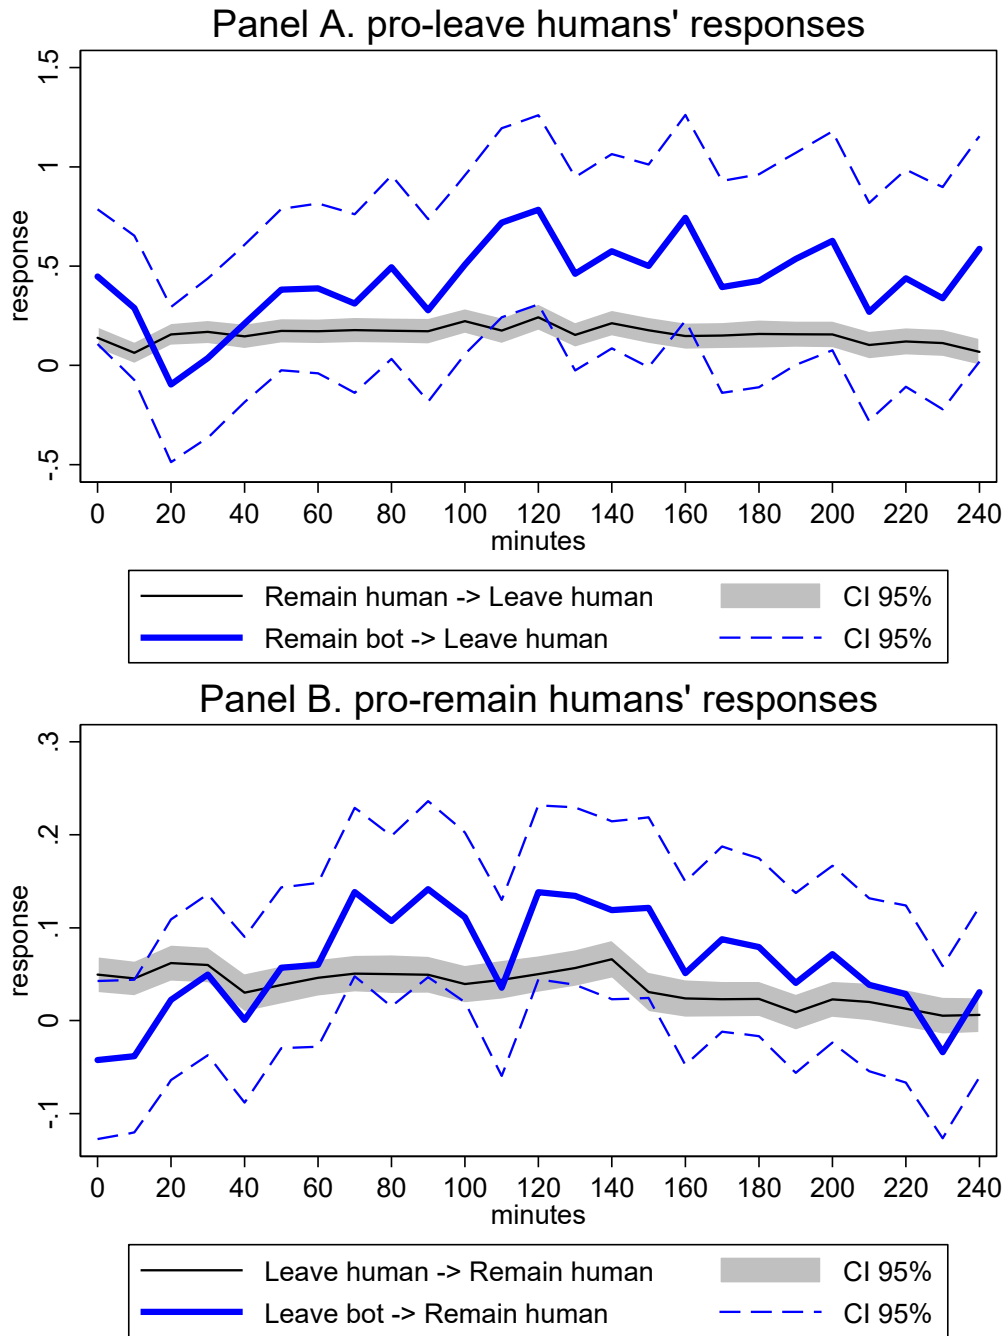 Panel A. pro-leave humans' responses
1.5
1
.5
0
-.5
response
0 20 40 60 80 100 120 140 160 180 200 220 240
minutes
Remain human -> Leave human CI 95%
Remain bot -> Leave human CI 95%
Panel B. pro-remain humans' responses
.3
.2
.1
0
-.1
response
0 20 40 60 80 100 120 140 160 180 200 220 240
minutes
Leave human -> Remain human CI 95%
Leave bot -> Remain human CI 95%